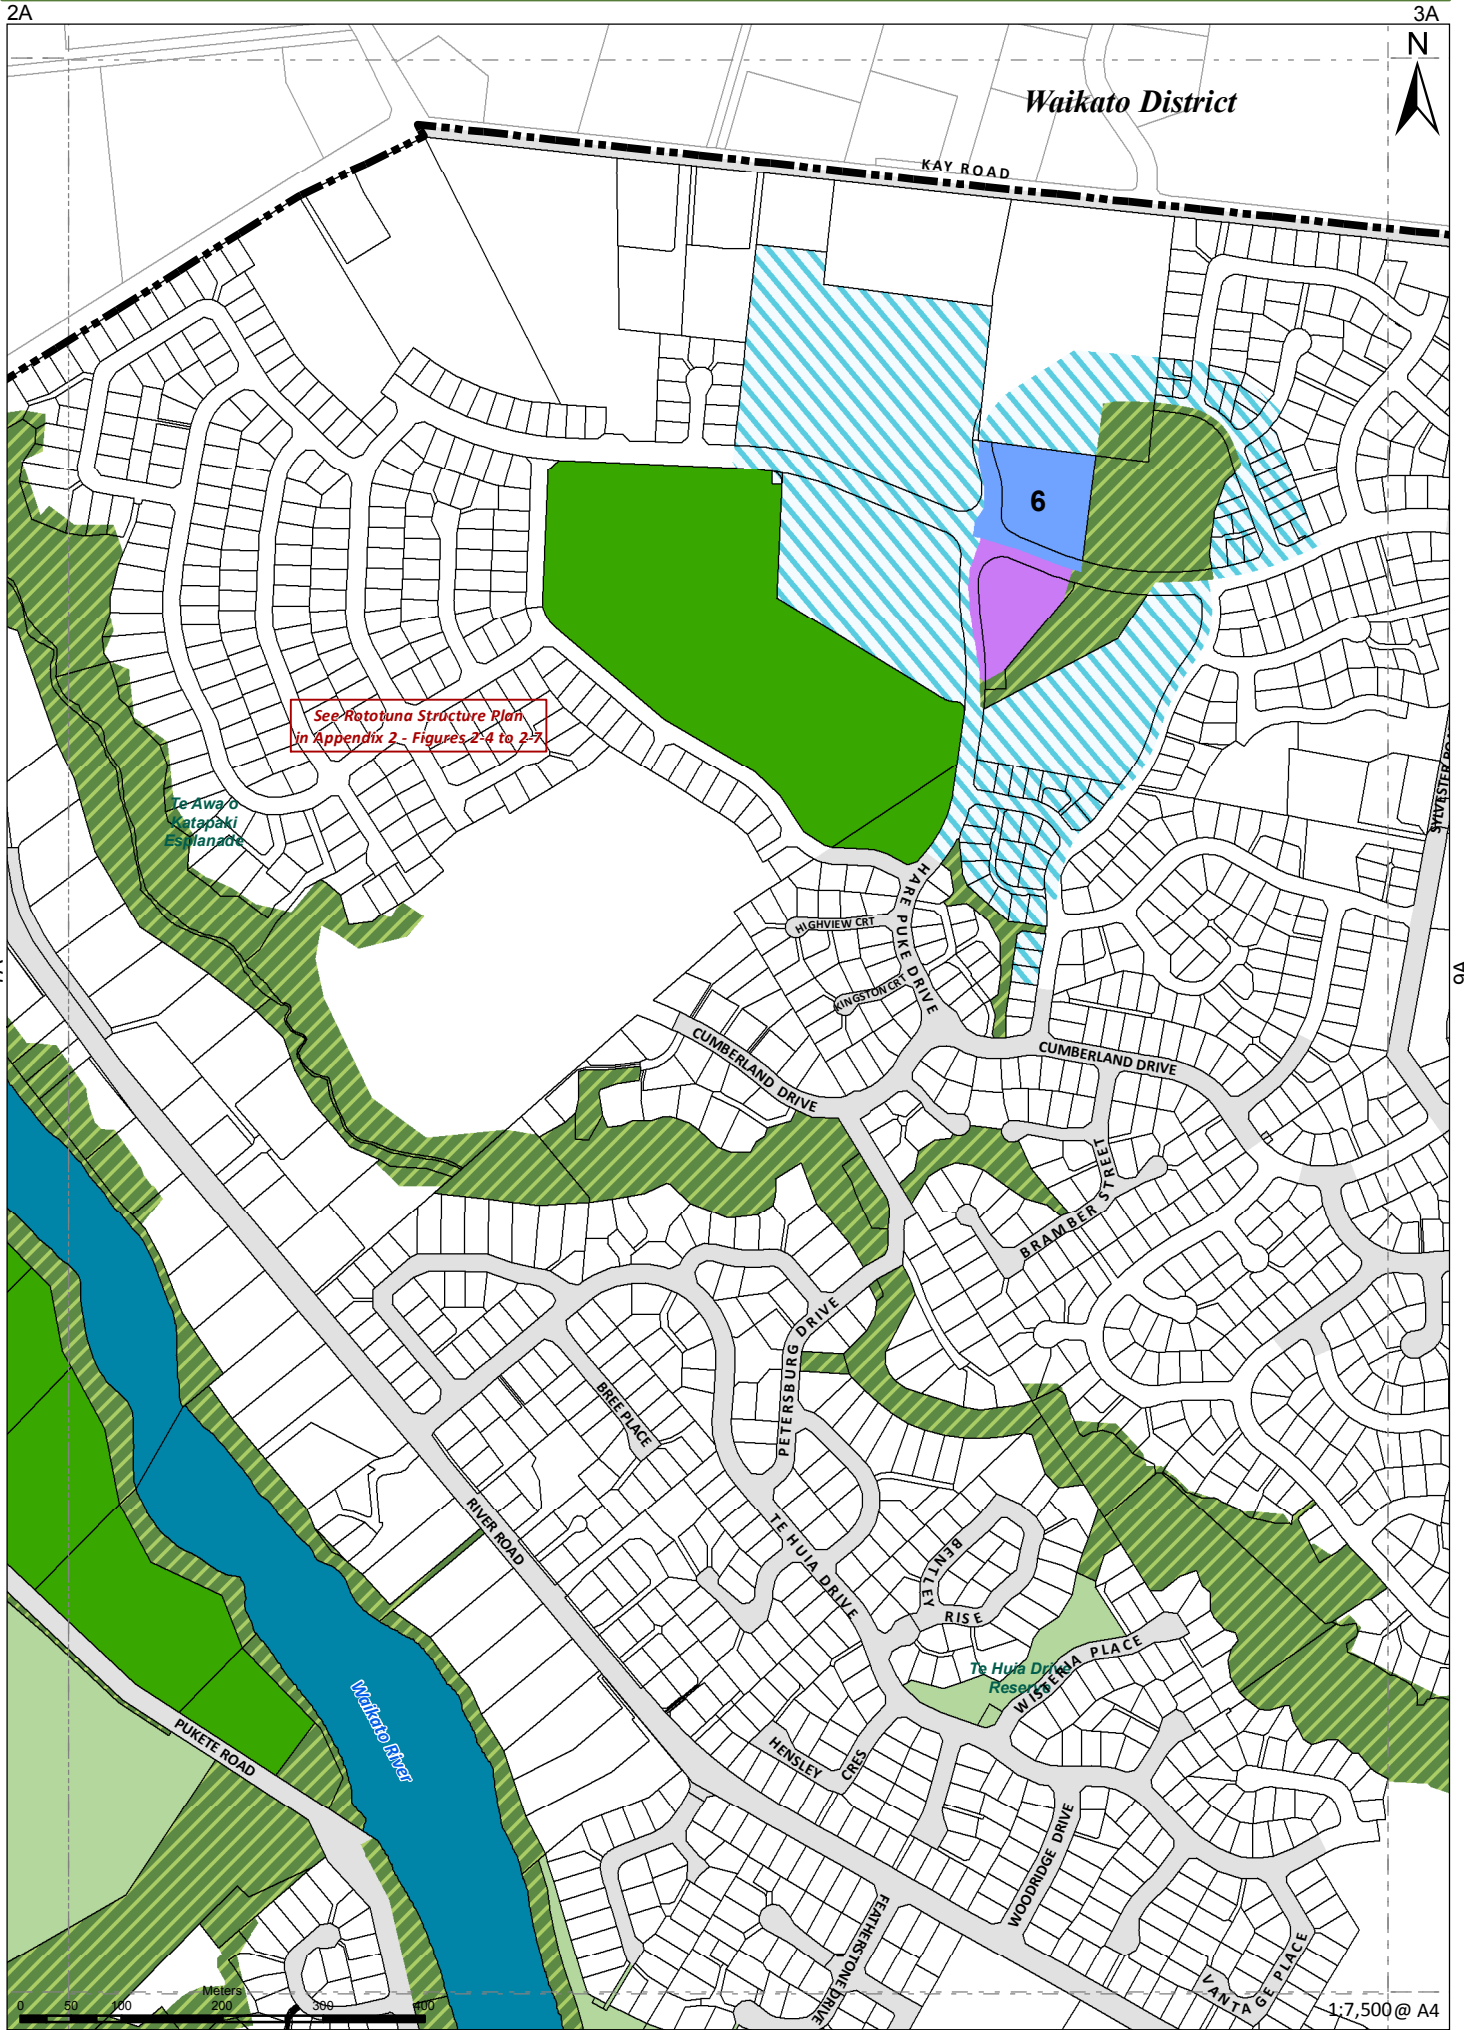 2A
3A
N
Waikato District
KAY ROAD
6
See Rototuna Structure Plan
in Appendix 2 - Figures 2-4 to 2-7
SYLVESTER
Te Awa o
Katapaki
Esplanade
HARE PUKE DRIVE
HIGHVIEW CRT
KINGSTON CRT
9A
CUMBERLAND DRIVE
CUMBERLAND DRIVE
BRAMBER STREET
PETERSBURG DRIVE
BREE PLACE
RIVER ROAD
TE HUIA DRIVE
BENTLEY RISE
Te Huia Drive
Reserve
WISTERIA PLACE
Waikato River
PUKETE ROAD
HENSLEY CRES
WOODRIDGE DRIVE
FEATHERSTONE DRIVE
VANTAGE PLACE
Meters
0 50 100 200 300 400
1:7,500 @ A4